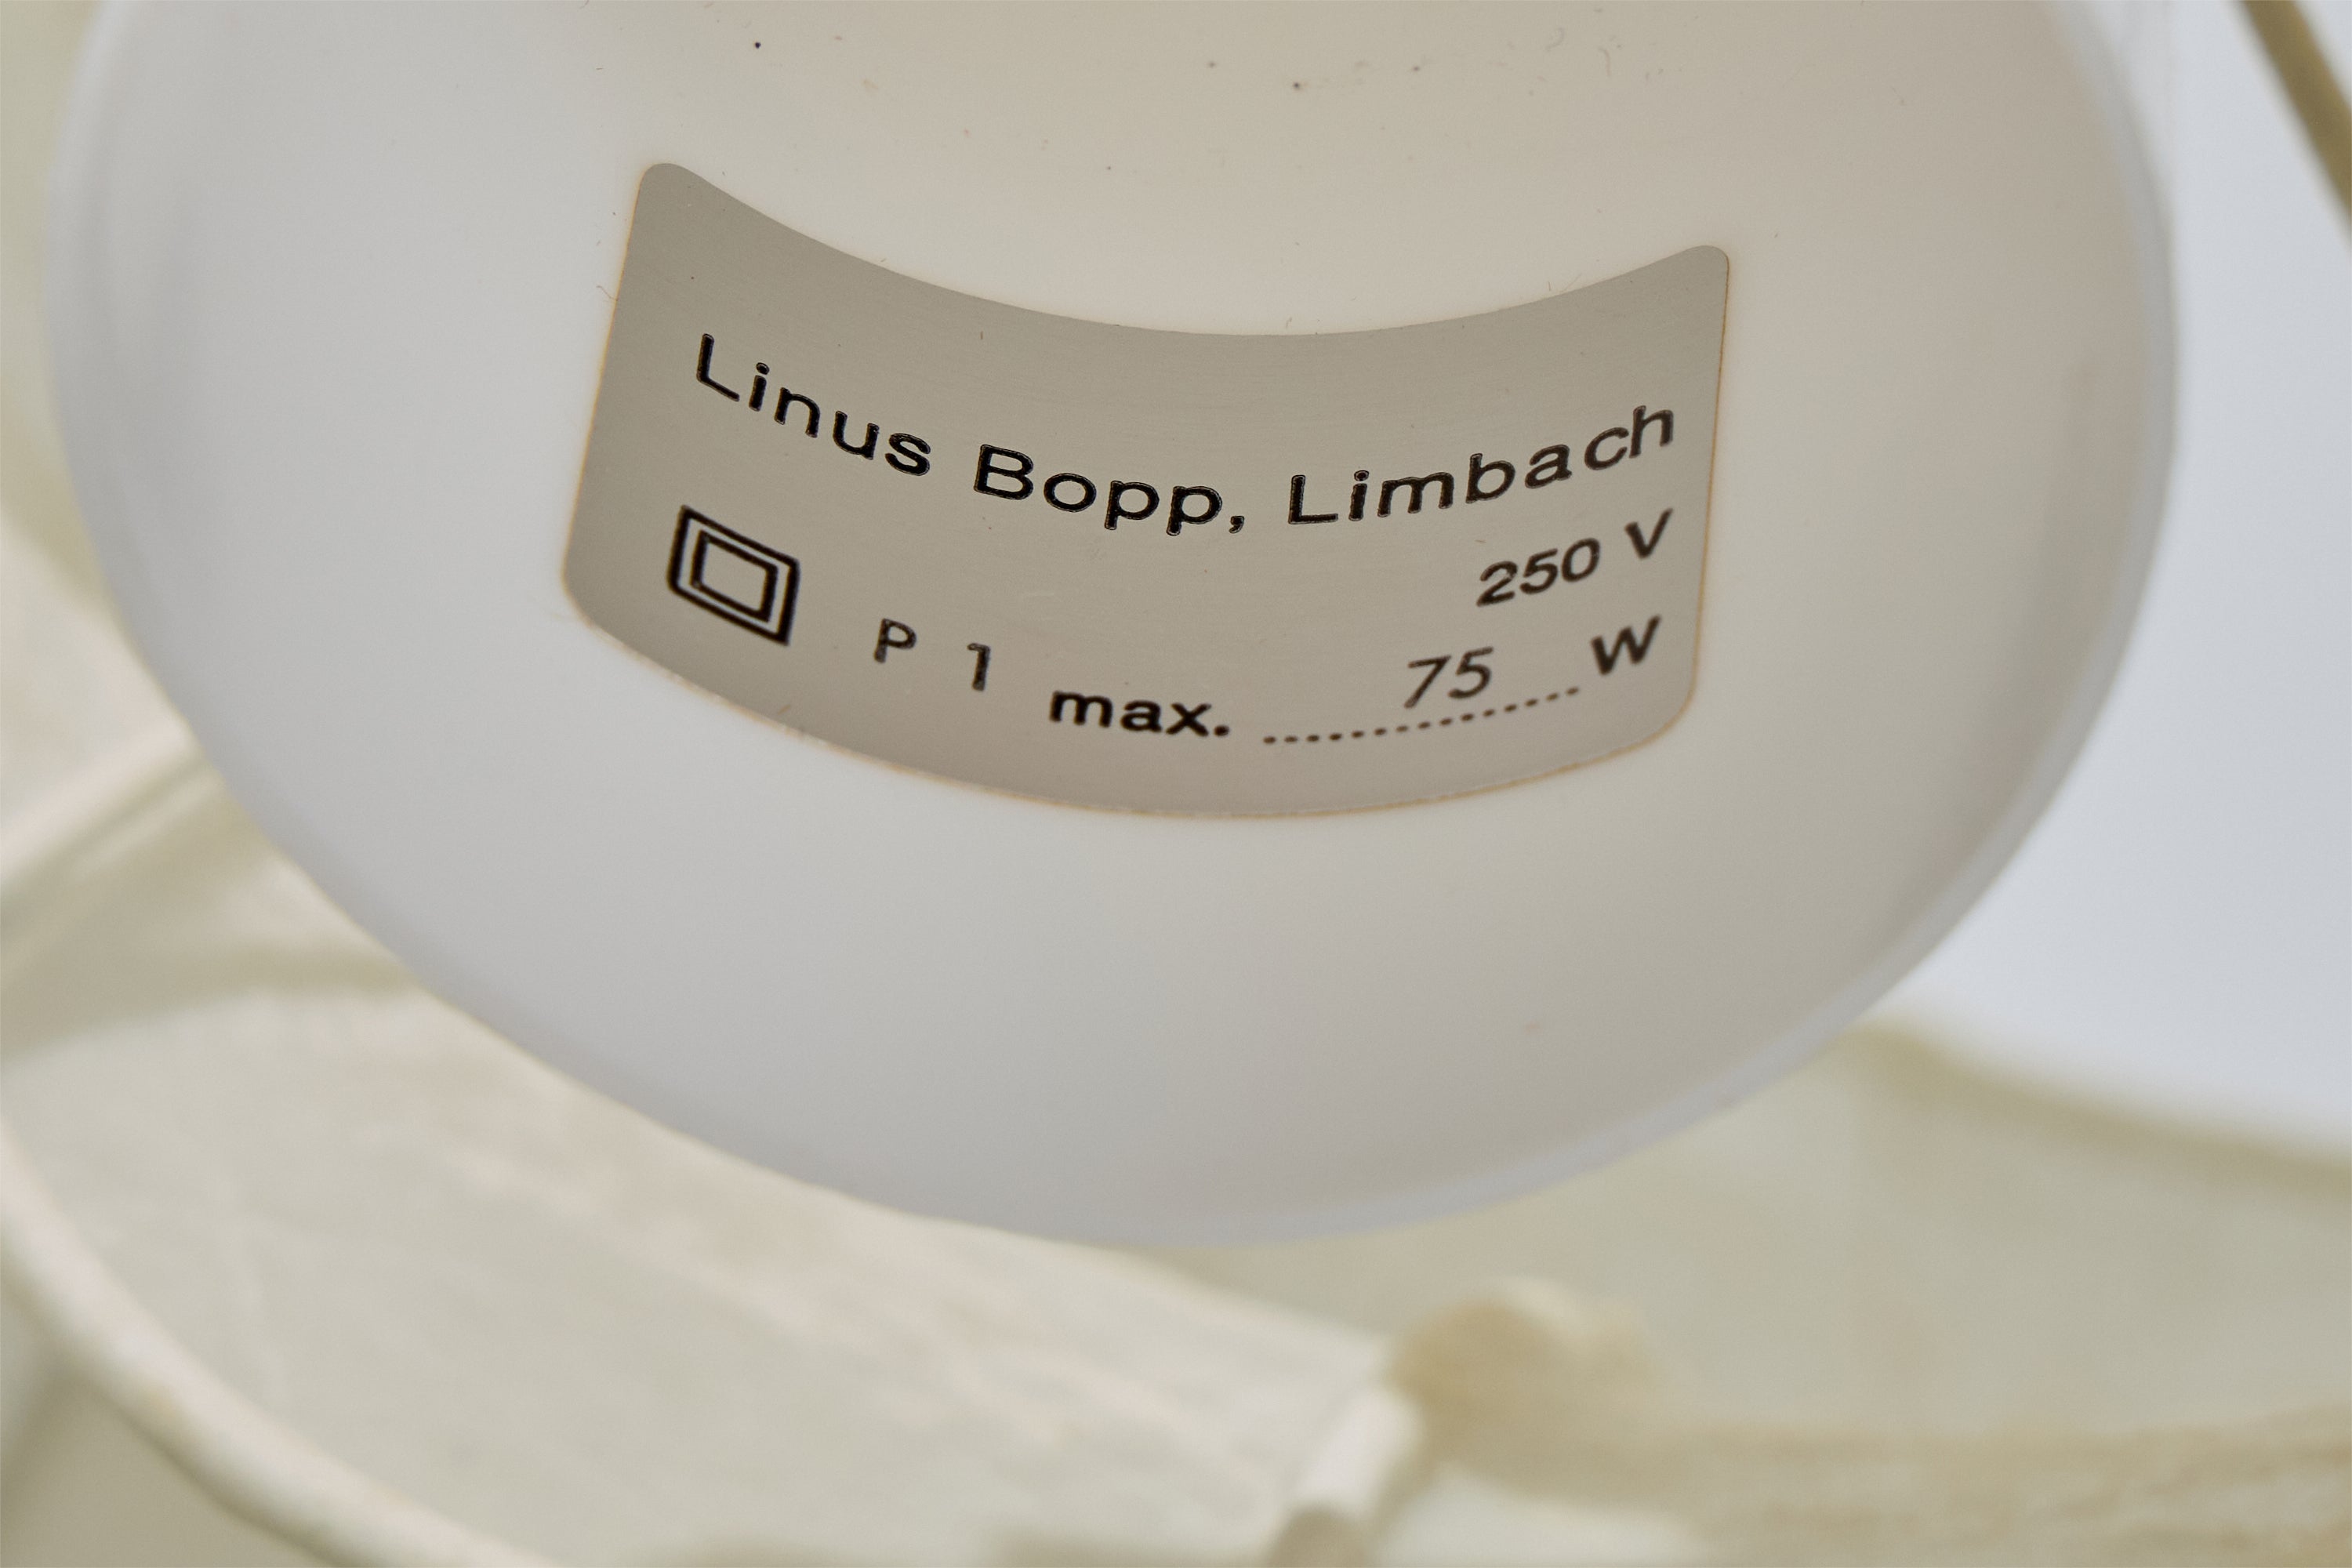 Linus Bopp, Limbach
250 V
P 1 max. 75 W